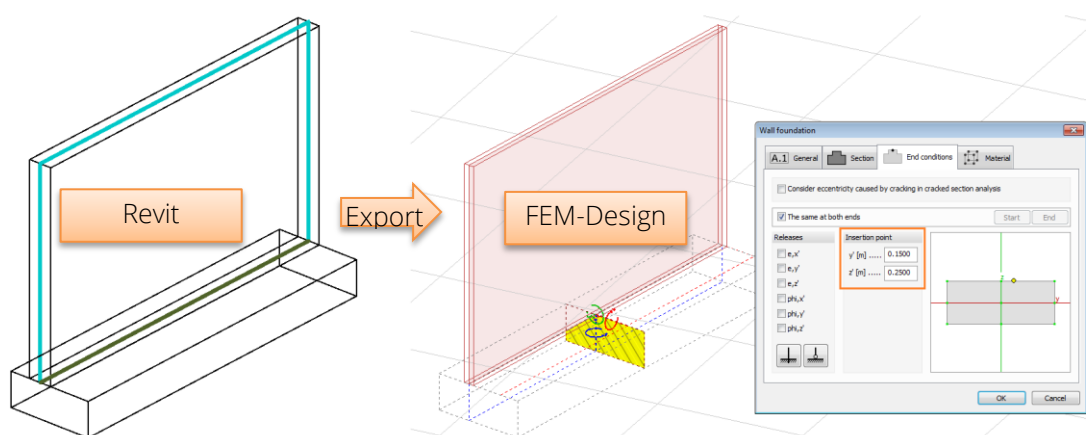 Revit
Export
FEM-Design
Wall foundation
A.1 General
Section
End conditions
Material
Consider eccentricity caused by cracking in cracked section analysis
The same at both ends
Start
End
Releases
e,x'
e,y'
e,z'
phi,x'
phi,y'
phi,z'
Insertion point
y' [m] ..... 0.1500
z' [m] ..... 0.2500
z
y
OK
Cancel